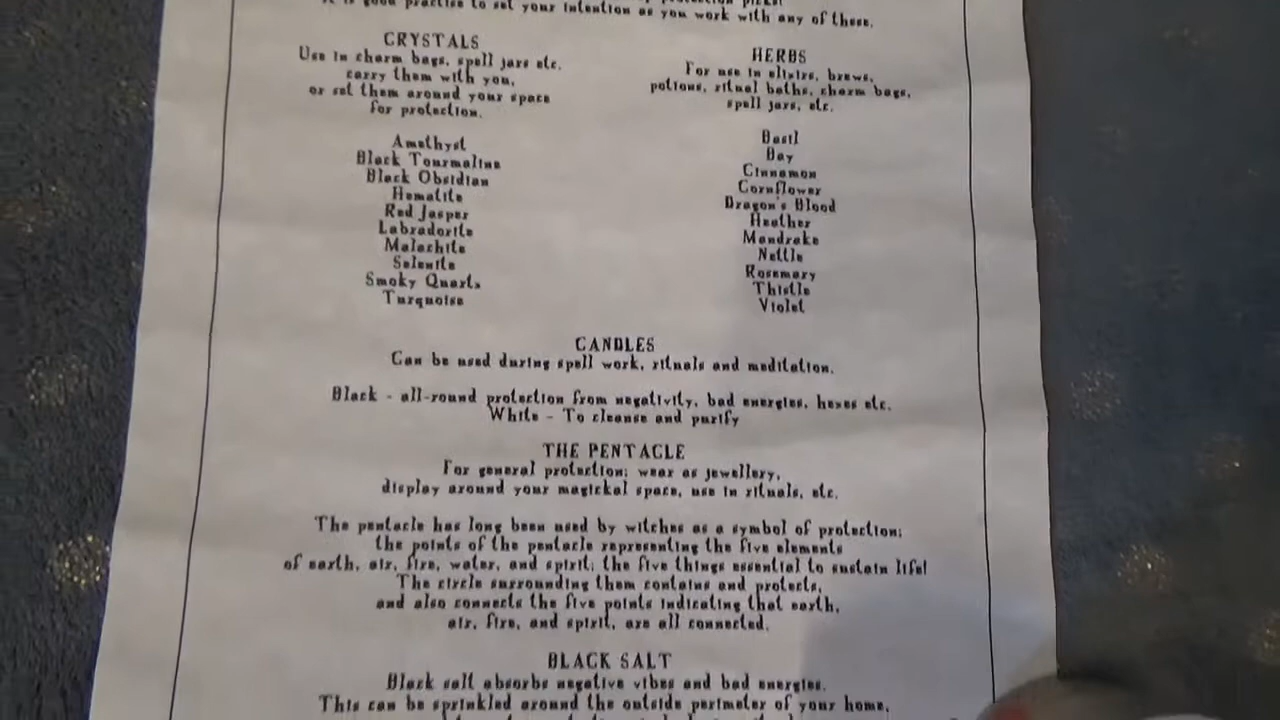 It is good practise to set your intention as you work with any of these.
CRYSTALS
Use in charm bags, spell jars etc.
carry them with you,
or set them around your space
for protection.
Amethyst
Black Tourmaline
Black Obsidian
Hematite
Red Jasper
Labradorite
Malachite
Selenite
Smoky Quartz
Turquoise
HERBS
For use in elixirs, brews,
potions, ritual baths, charm bags,
spell jars, etc.
Basil
Bay
Cinnamon
Cornflower
Dragon's Blood
Heather
Mandrake
Nettle
Rosemary
Thistle
Violet
CANDLES
Can be used during spell work, rituals and meditation.
Black - all-round protection from negativity, bad energies, hexes etc.
White - To cleanse and purify
THE PENTACLE
For general protection; wear as jewellery,
display around your magickal space, use in rituals, etc.
The pentacle has long been used by witches as a symbol of protection;
the points of the pentacle representing the five elements
of earth, air, fire, water, and spirit; the five things essential to sustain life!
The circle surrounding them contains and protects,
and also connects the five points indicating that earth,
air, fire, and spirit, are all connected.
BLACK SALT
Black salt absorbs negative vibes and bad energies.
This can be sprinkled around the outside perimeter of your home,